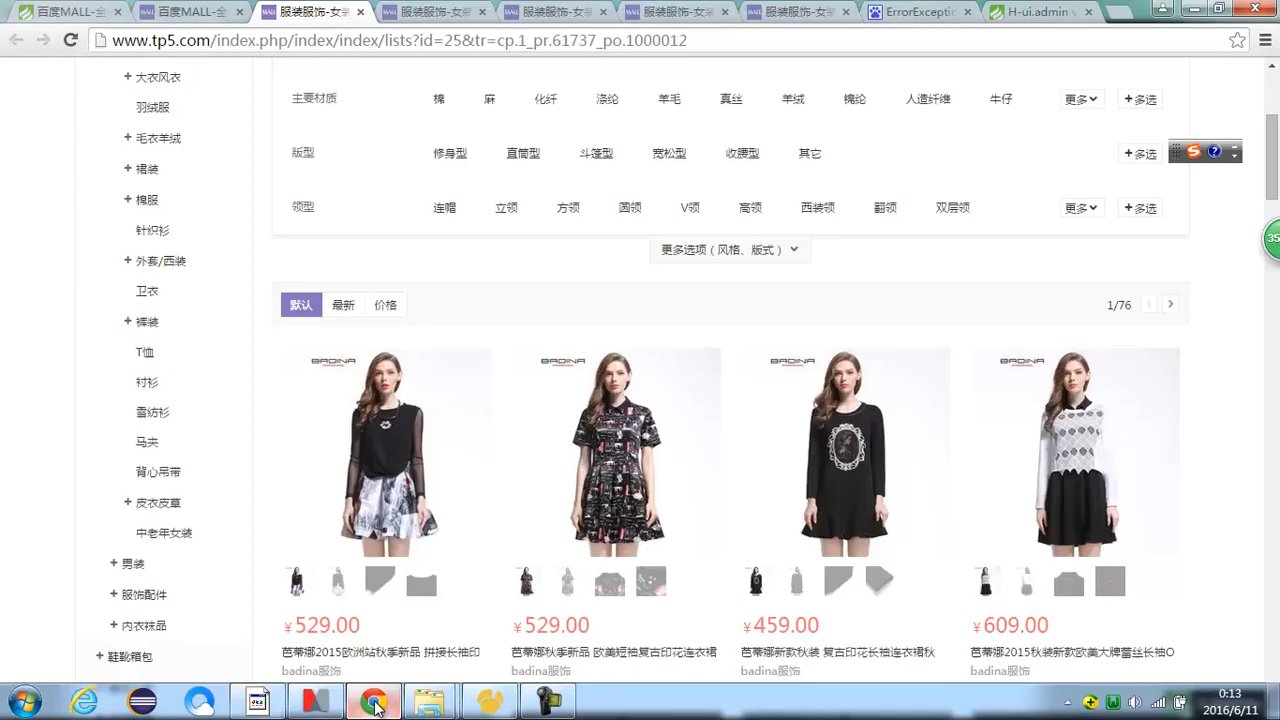 百度MALL-全
百度MALL-全
服装服饰-女装
服装服饰-女装
服装服饰-女装
服装服饰-女装
服装服饰-女装
ErrorExcepti
H-ui.admin v
www.tp5.com/index.php/index/index/lists?id=25&tr=cp.1_pr.61737_po.1000012
大衣风衣
羽绒服
毛衣羊绒
裙装
棉服
针织衫
外套/西装
卫衣
裤装
T恤
衬衫
雪纺衫
马夹
背心吊带
皮衣皮草
中老年女装
男装
服饰配件
内衣袜品
鞋靴箱包
主要材质 棉 麻 化纤 涤纶 羊毛 真丝 羊绒 锦纶 人造纤维 牛仔 更多 +多选
版型 修身型 直筒型 斗篷型 宽松型 收腰型 其它 +多选
领型 连帽 立领 方领 圆领 V领 高领 西装领 翻领 双层领 更多 +多选
更多选项（风格、版式）
默认 最新 价格 1/76
BADINA BADINA BADINA BADINA
¥529.00 ¥529.00 ¥459.00 ¥609.00
芭蒂娜2015欧洲站秋季新品 拼接长袖印 芭蒂娜秋季新品 欧美短袖复古印花连衣裙 芭蒂娜新款秋装 复古印花长袖连衣裙秋 芭蒂娜2015秋装新款欧美大牌蕾丝长袖O
badina服饰 badina服饰 badina服饰 badina服饰
35
0:13
2016/6/11